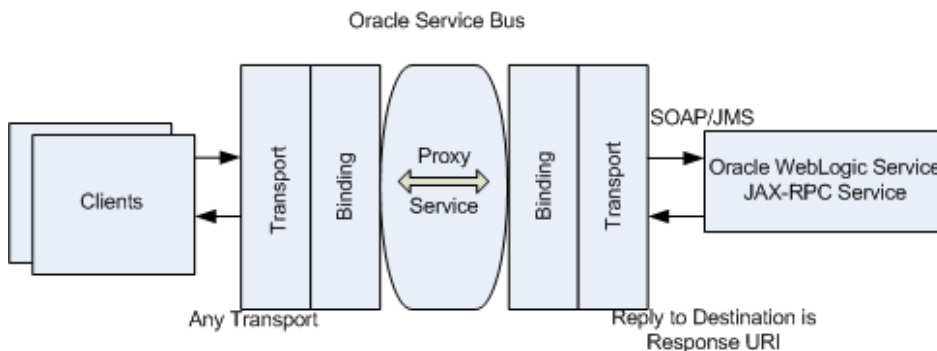 Oracle Service Bus
Clients
Transport
Binding
Proxy
Service
Binding
Transport
SOAP/JMS
Oracle WebLogic Service
JAX-RPC Service
Any Transport
Reply to Destination is
Response URI